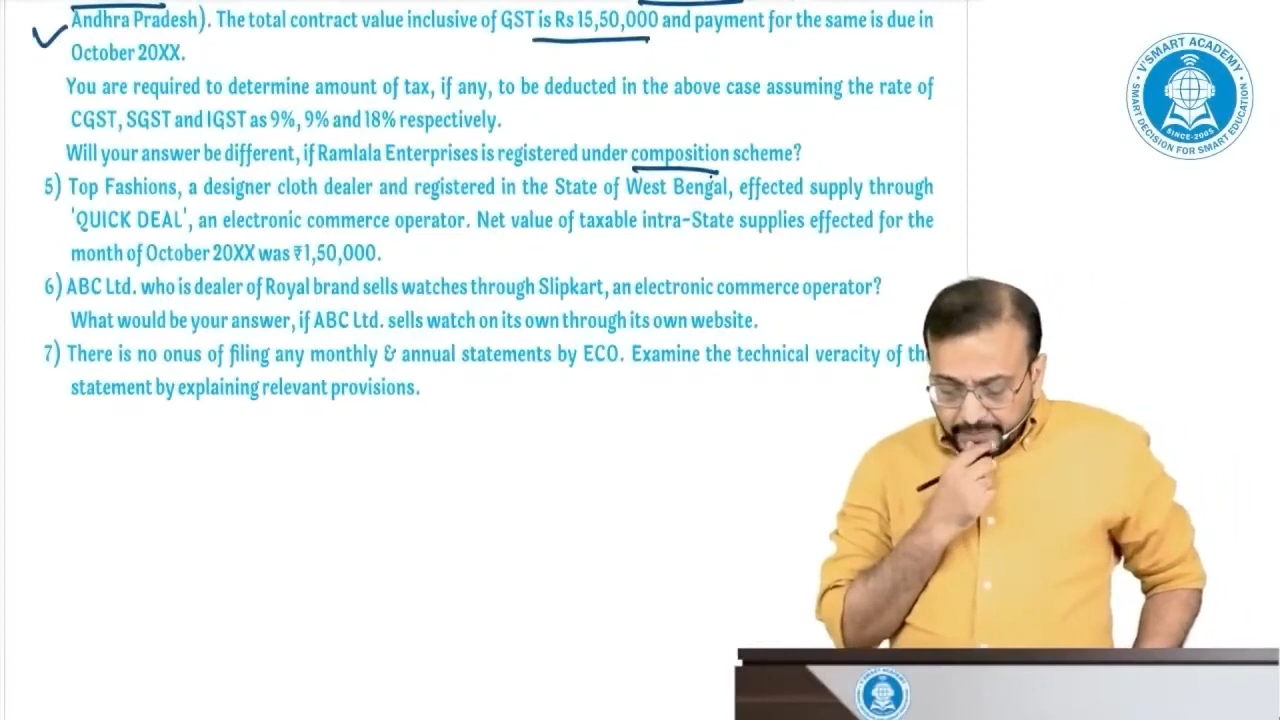 Andhra Pradesh). The total contract value inclusive of GST is Rs 15,50,000 and payment for the same is due in
October 20XX.
You are required to determine amount of tax, if any, to be deducted in the above case assuming the rate of
CGST, SGST and IGST as 9%, 9% and 18% respectively.
Will your answer be different, if Ramlala Enterprises is registered under composition scheme?
5) Top Fashions, a designer cloth dealer and registered in the State of West Bengal, effected supply through
'QUICK DEAL', an electronic commerce operator. Net value of taxable intra-State supplies effected for the
month of October 20XX was ₹1,50,000.
6) ABC Ltd. who is dealer of Royal brand sells watches through Slipkart, an electronic commerce operator?
What would be your answer, if ABC Ltd. sells watch on its own through its own website.
7) There is no onus of filing any monthly & annual statements by ECO. Examine the technical veracity of th
statement by explaining relevant provisions.
V'SMART ACADEMY
SINCE-2005
SMART DECISION FOR SMART EDUCATION